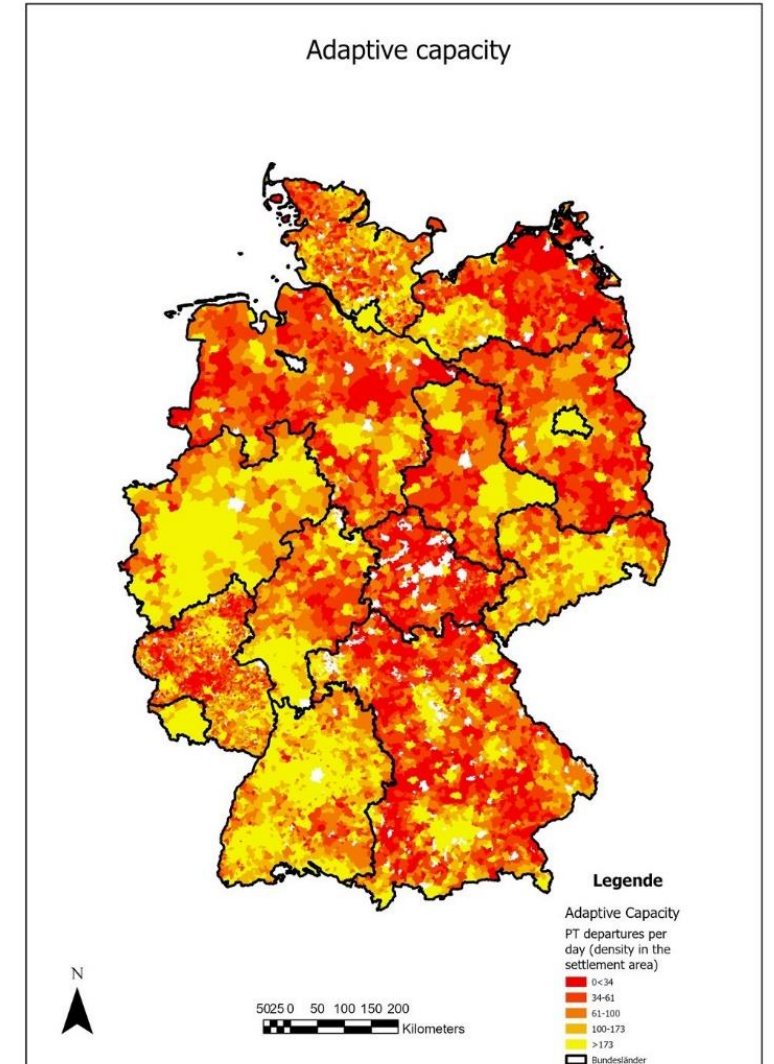 Adaptive capacity
Legende
Adaptive Capacity
PT departures per
day (density in the
settlement area)
0<34
34-61
61-100
100-173
>173
Bundesländer
N
5025 0 50 100 150 200
Kilometers